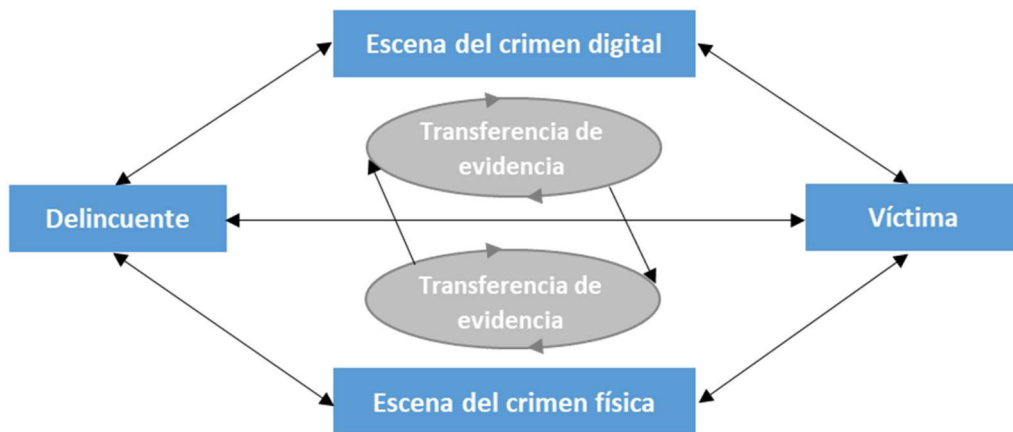 Escena del crimen digital
Transferencia de
evidencia
Delincuente
Víctima
Transferencia de
evidencia
Escena del crimen física